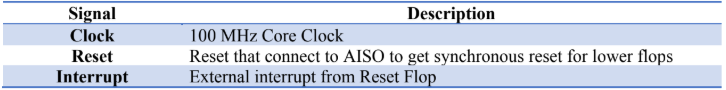 Signal Description
Clock 100 MHz Core Clock
Reset Reset that connect to AISO to get synchronous reset for lower flops
Interrupt External interrupt from Reset Flop